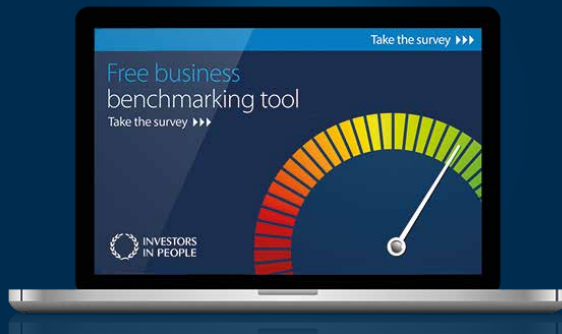 Take the survey >>>
Free business
benchmarking tool
Take the survey >>>
INVESTORS
IN PEOPLE